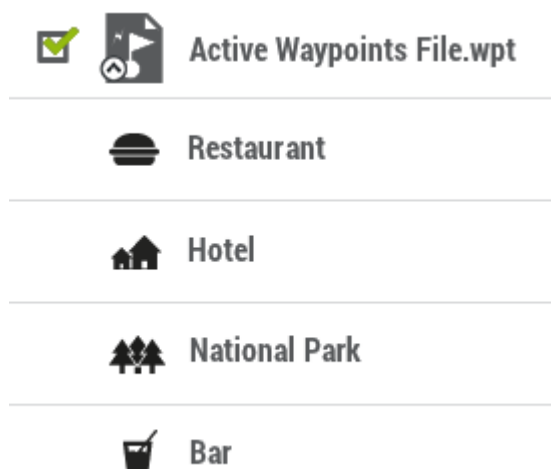 Active Waypoints File.wpt
Restaurant
Hotel
National Park
Bar